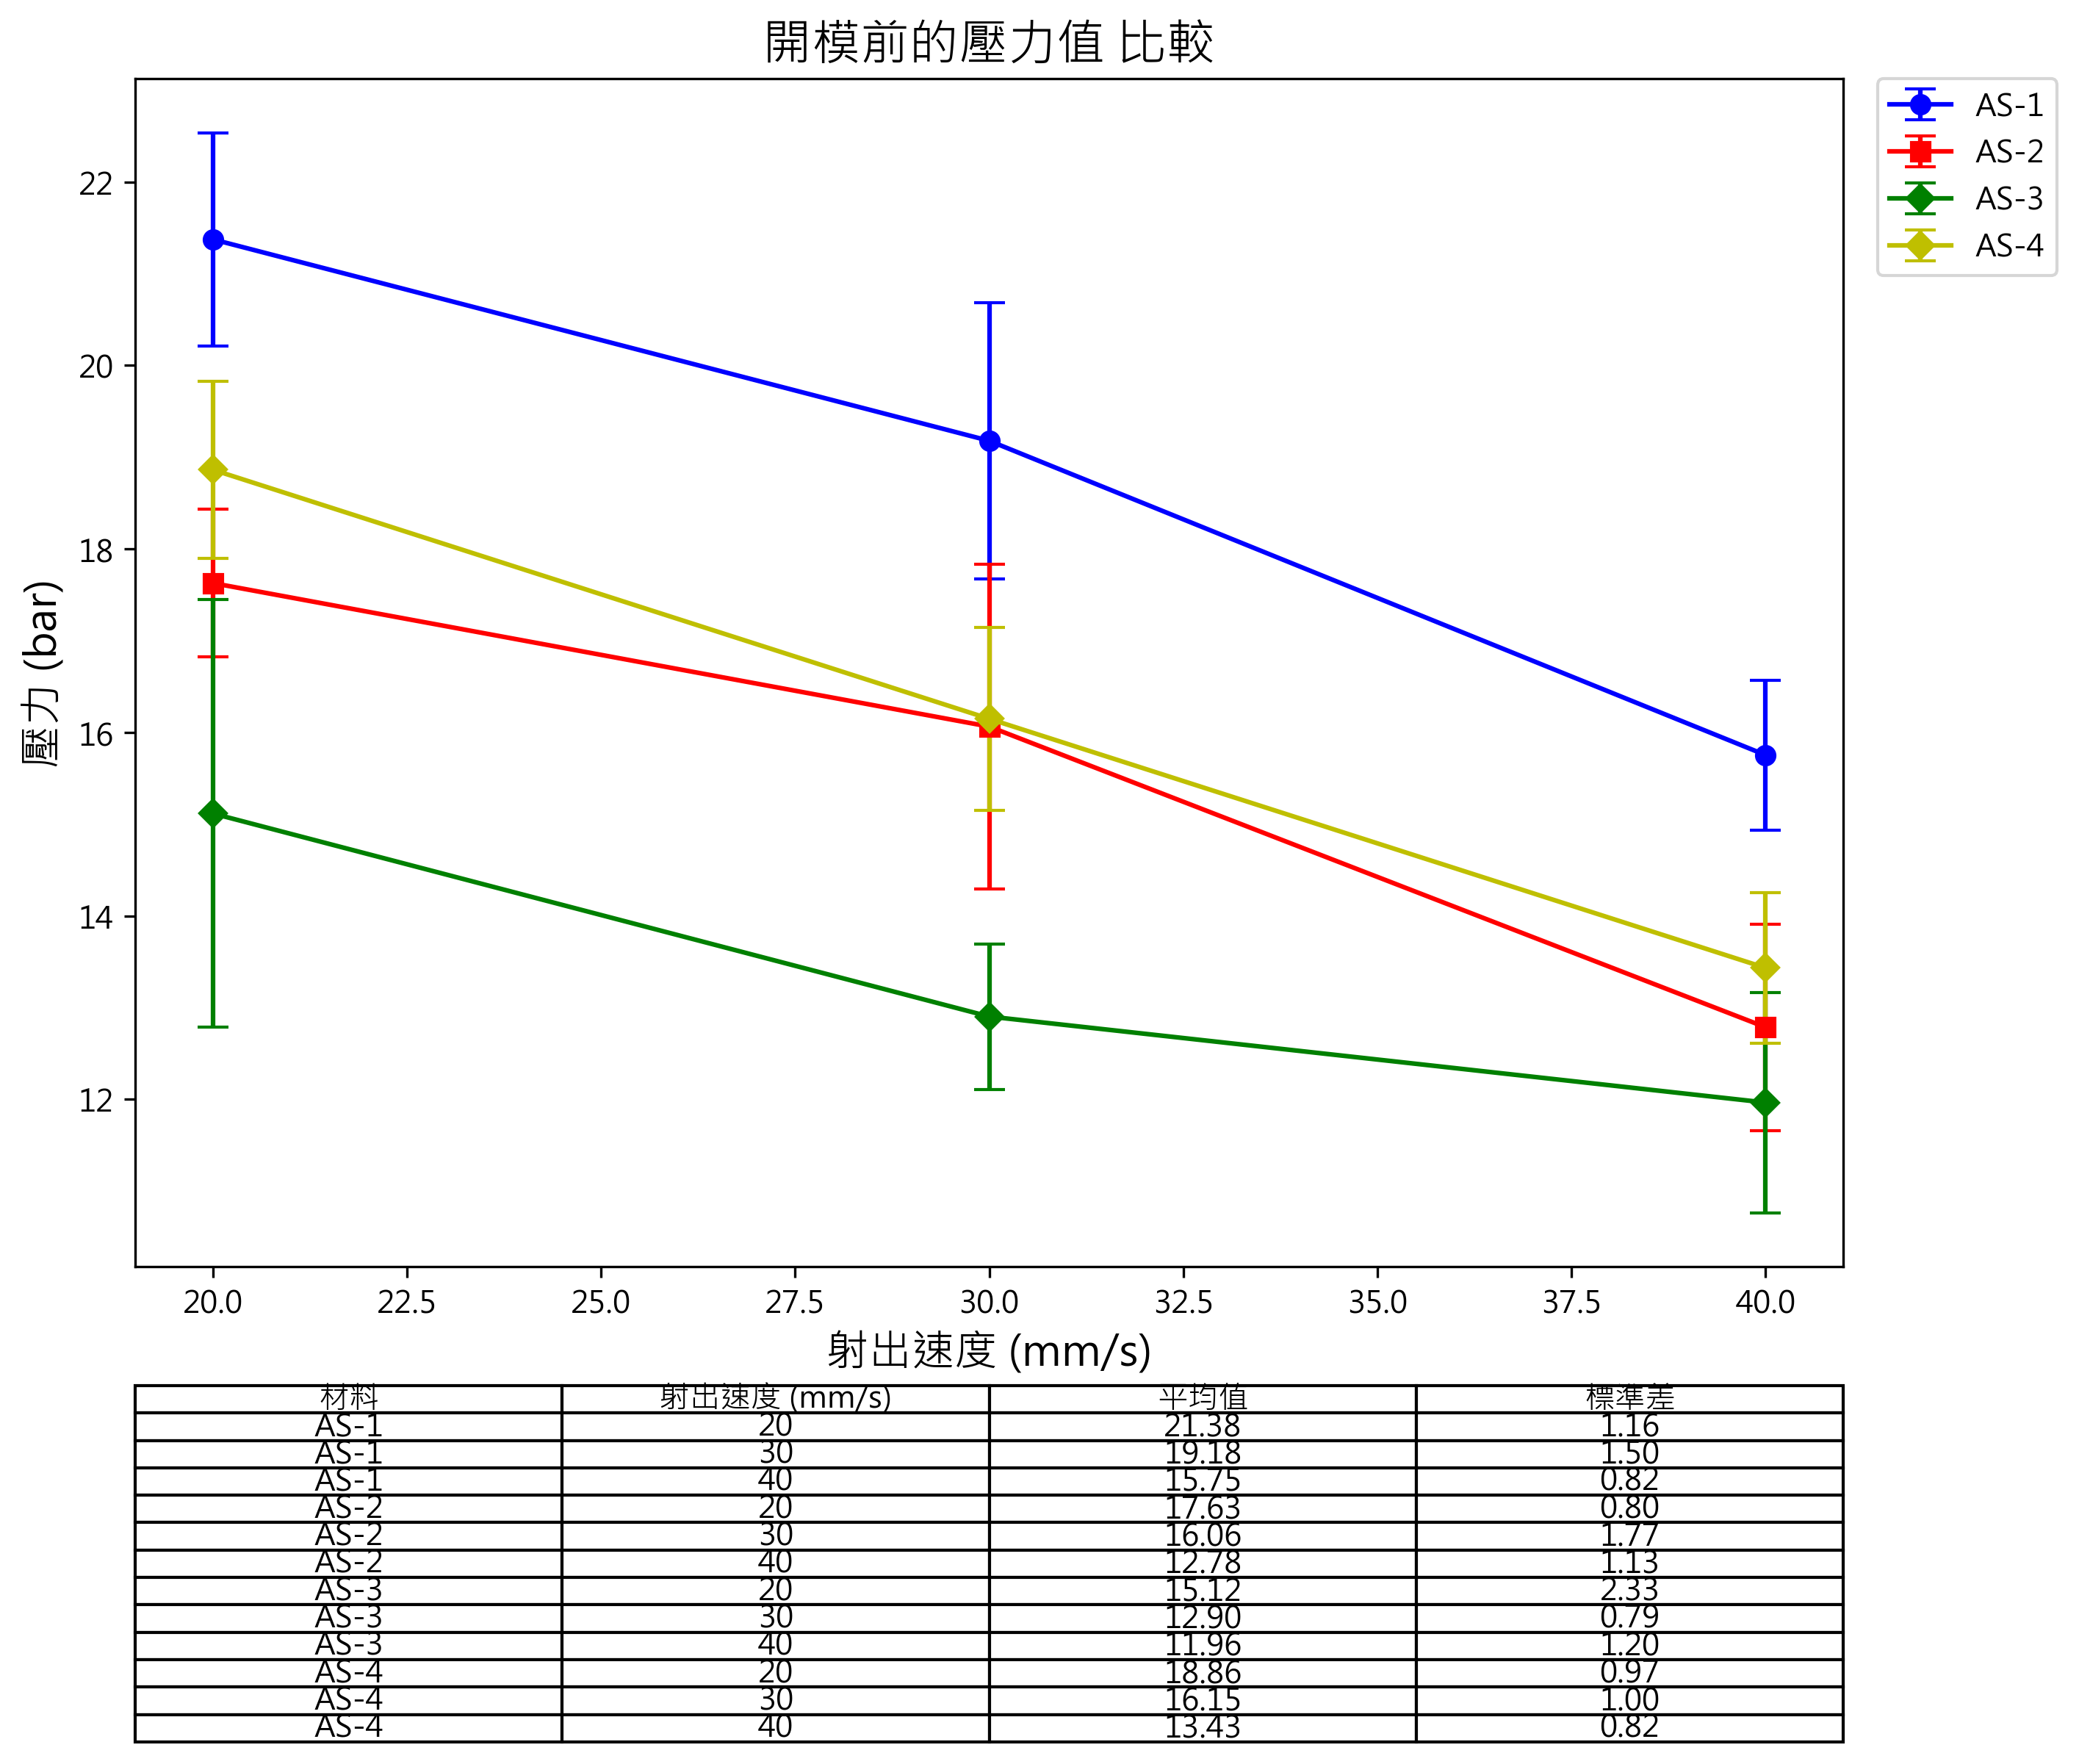 開模前的壓力值 比較
AS-1
AS-2
AS-3
AS-4
壓力 (bar)
22
20
18
16
14
12
20.0 22.5 25.0 27.5 30.0 32.5 35.0 37.5 40.0
射出速度 (mm/s)
材料 射出速度 (mm/s) 平均值 標準差
AS-1 20 21.38 1.16
AS-1 30 19.18 1.50
AS-1 40 15.75 0.82
AS-2 20 17.63 0.80
AS-2 30 16.06 1.77
AS-2 40 12.78 1.13
AS-3 20 15.12 2.33
AS-3 30 12.90 0.79
AS-3 40 11.96 1.20
AS-4 20 18.86 0.97
AS-4 30 16.15 1.00
AS-4 40 13.43 0.82